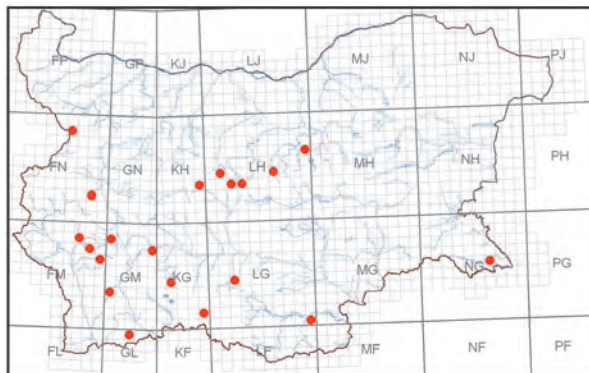 FP GP KJ LJ MJ NJ PJ
FN GN KH LH MH NH PH
FM GM KG LG MG NG PG
FL GL KF LF MF NF PF